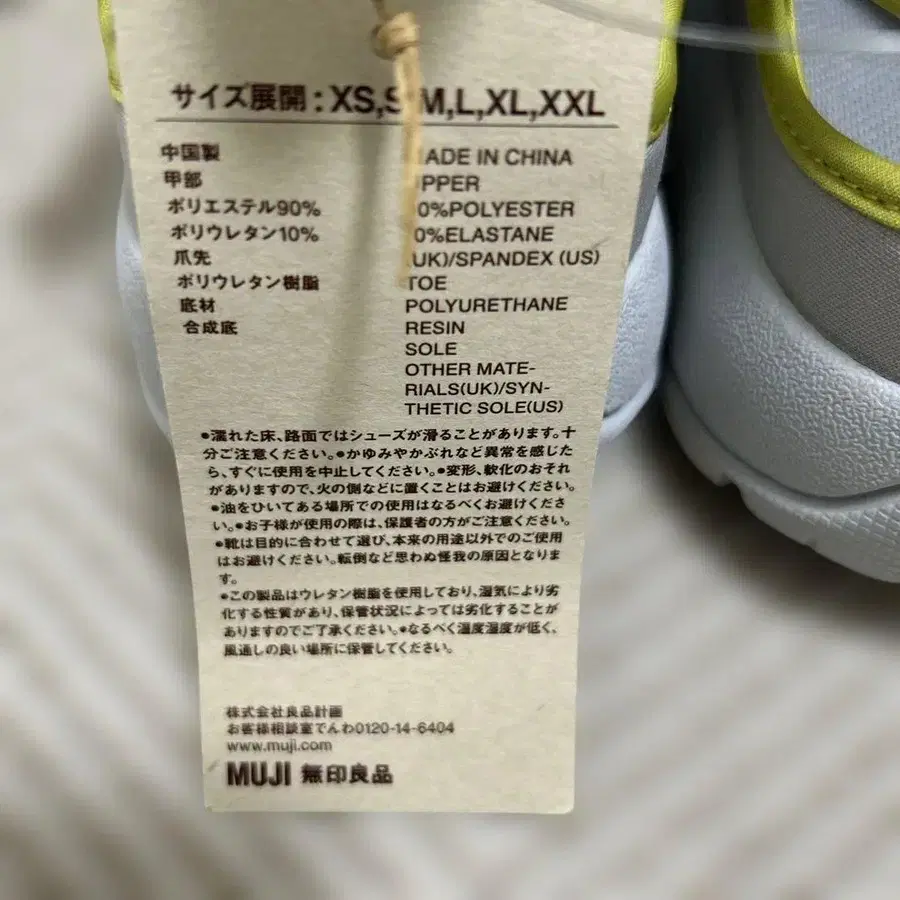 サイズ展開:XS,S,M,L,XL,XXL
中国製
甲部
ポリエステル90%
ポリウレタン10%
爪先
ポリウレタン樹脂
底材
合成底
MADE IN CHINA
UPPER
0%POLYESTER
0%ELASTANE
(UK)/SPANDEX (US)
TOE
POLYURETHANE
RESIN
SOLE
OTHER MATE-
RIALS(UK)/SYN-
THETIC SOLE(US)
●濡れた床、路面ではシューズが滑ることがあります。十
分ご注意ください。●かゆみやかぶれなど異常を感じた
ら、すぐに使用を中止してください。●変形、軟化のおそれ
がありますので、火の側などに置くことはお避けください。
●油をひいてある場所での使用はなるべくお避けくださ
い。●お子様が使用の際は、保護者の方がご注意ください。
●靴は目的に合わせて選び、本来の用途以外でのご使用
はお避けください。転倒など思わぬ怪我の原因となりま
す。
●この製品はウレタン樹脂を使用しており、湿気により劣
化する性質があり、保管状況によっては劣化することが
ありますのでご了承ください。●なるべく温度湿度が低く、
風通しの良い場所に保管してください。
株式会社良品計画
お客様相談室でんわ0120-14-6404
www.muji.com
MUJI 無印良品